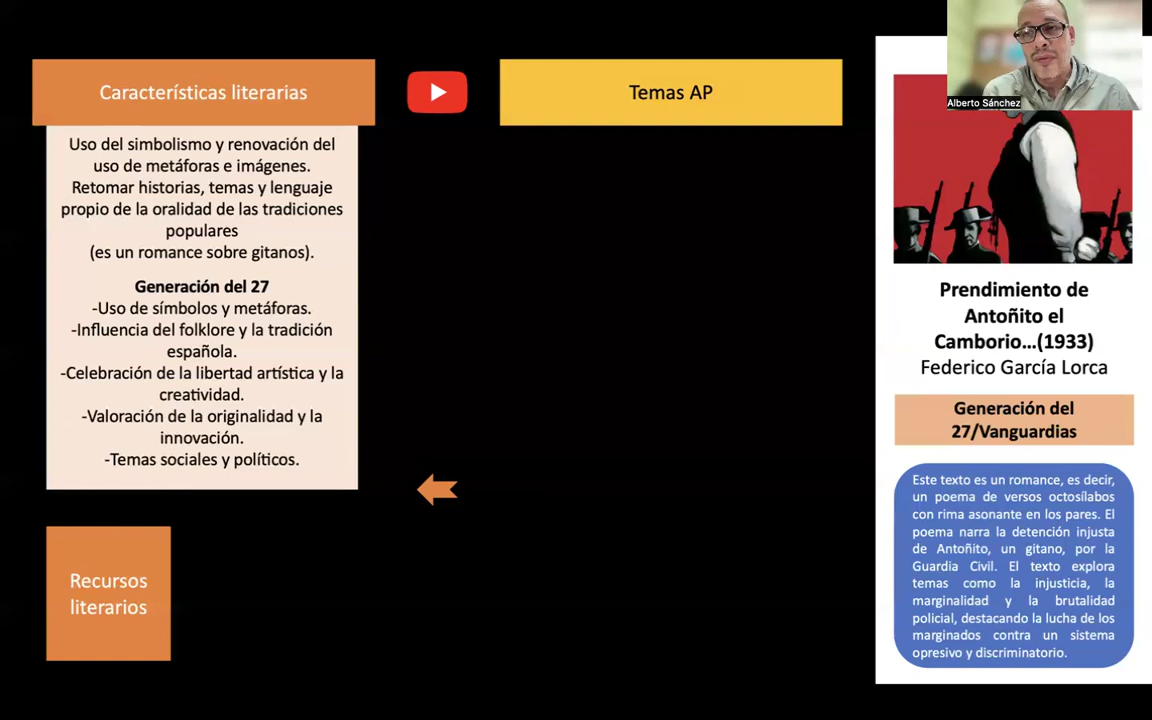 Características literarias
Uso del simbolismo y renovación del
uso de metáforas e imágenes.
Retomar historias, temas y lenguaje
propio de la oralidad de las tradiciones
populares
(es un romance sobre gitanos).
Generación del 27
-Uso de símbolos y metáforas.
-Influencia del folklore y la tradición
española.
-Celebración de la libertad artística y la
creatividad.
-Valoración de la originalidad y la
innovación.
-Temas sociales y políticos.
Recursos
literarios
Temas AP
Alberto Sánchez
Prendimiento de
Antoñito el
Camborio...(1933)
Federico García Lorca
Generación del
27/Vanguardias
Este texto es un romance, es decir,
un poema de versos octosílabos
con rima asonante en los pares. El
poema narra la detención injusta
de Antoñito, un gitano, por la
Guardia Civil. El texto explora
temas como la injusticia, la
marginalidad y la brutalidad
policial, destacando la lucha de los
marginados contra un sistema
opresivo y discriminatorio.